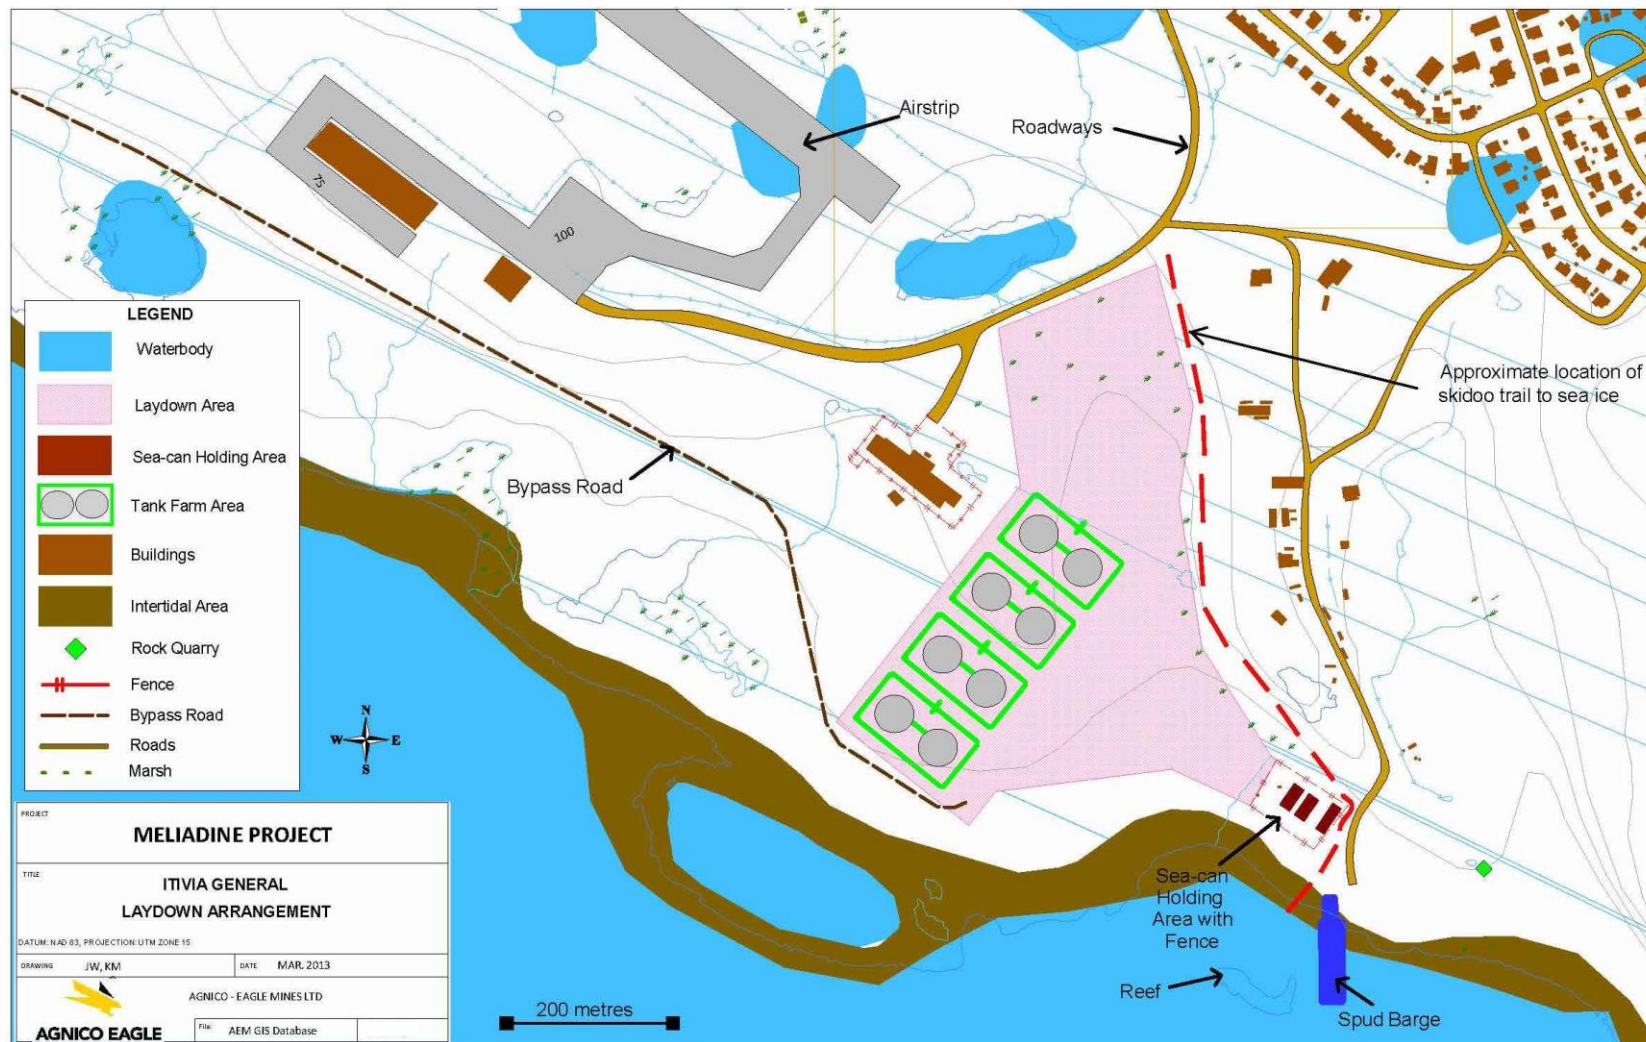 Airstrip
Roadways
75
100
Approximate location of
skidoo trail to sea ice
Bypass Road
LEGEND
Waterbody
Laydown Area
Sea-can Holding Area
Tank Farm Area
Buildings
Intertidal Area
Rock Quarry
Fence
Bypass Road
Roads
Marsh
N
W
E
S
Sea-can
Holding
Area with
Fence
Reef
Spud Barge
200 metres
PROJECT
MELIADINE PROJECT
TITLE
ITIVIA GENERAL
LAYDOWN ARRANGEMENT
DATUM: NAD 83, PROJECTION: UTM ZONE 15
DRAWING JW, KM
DATE MAR. 2013
AGNICO - EAGLE MINES LTD
AGNICO EAGLE
File: AEM GIS Database